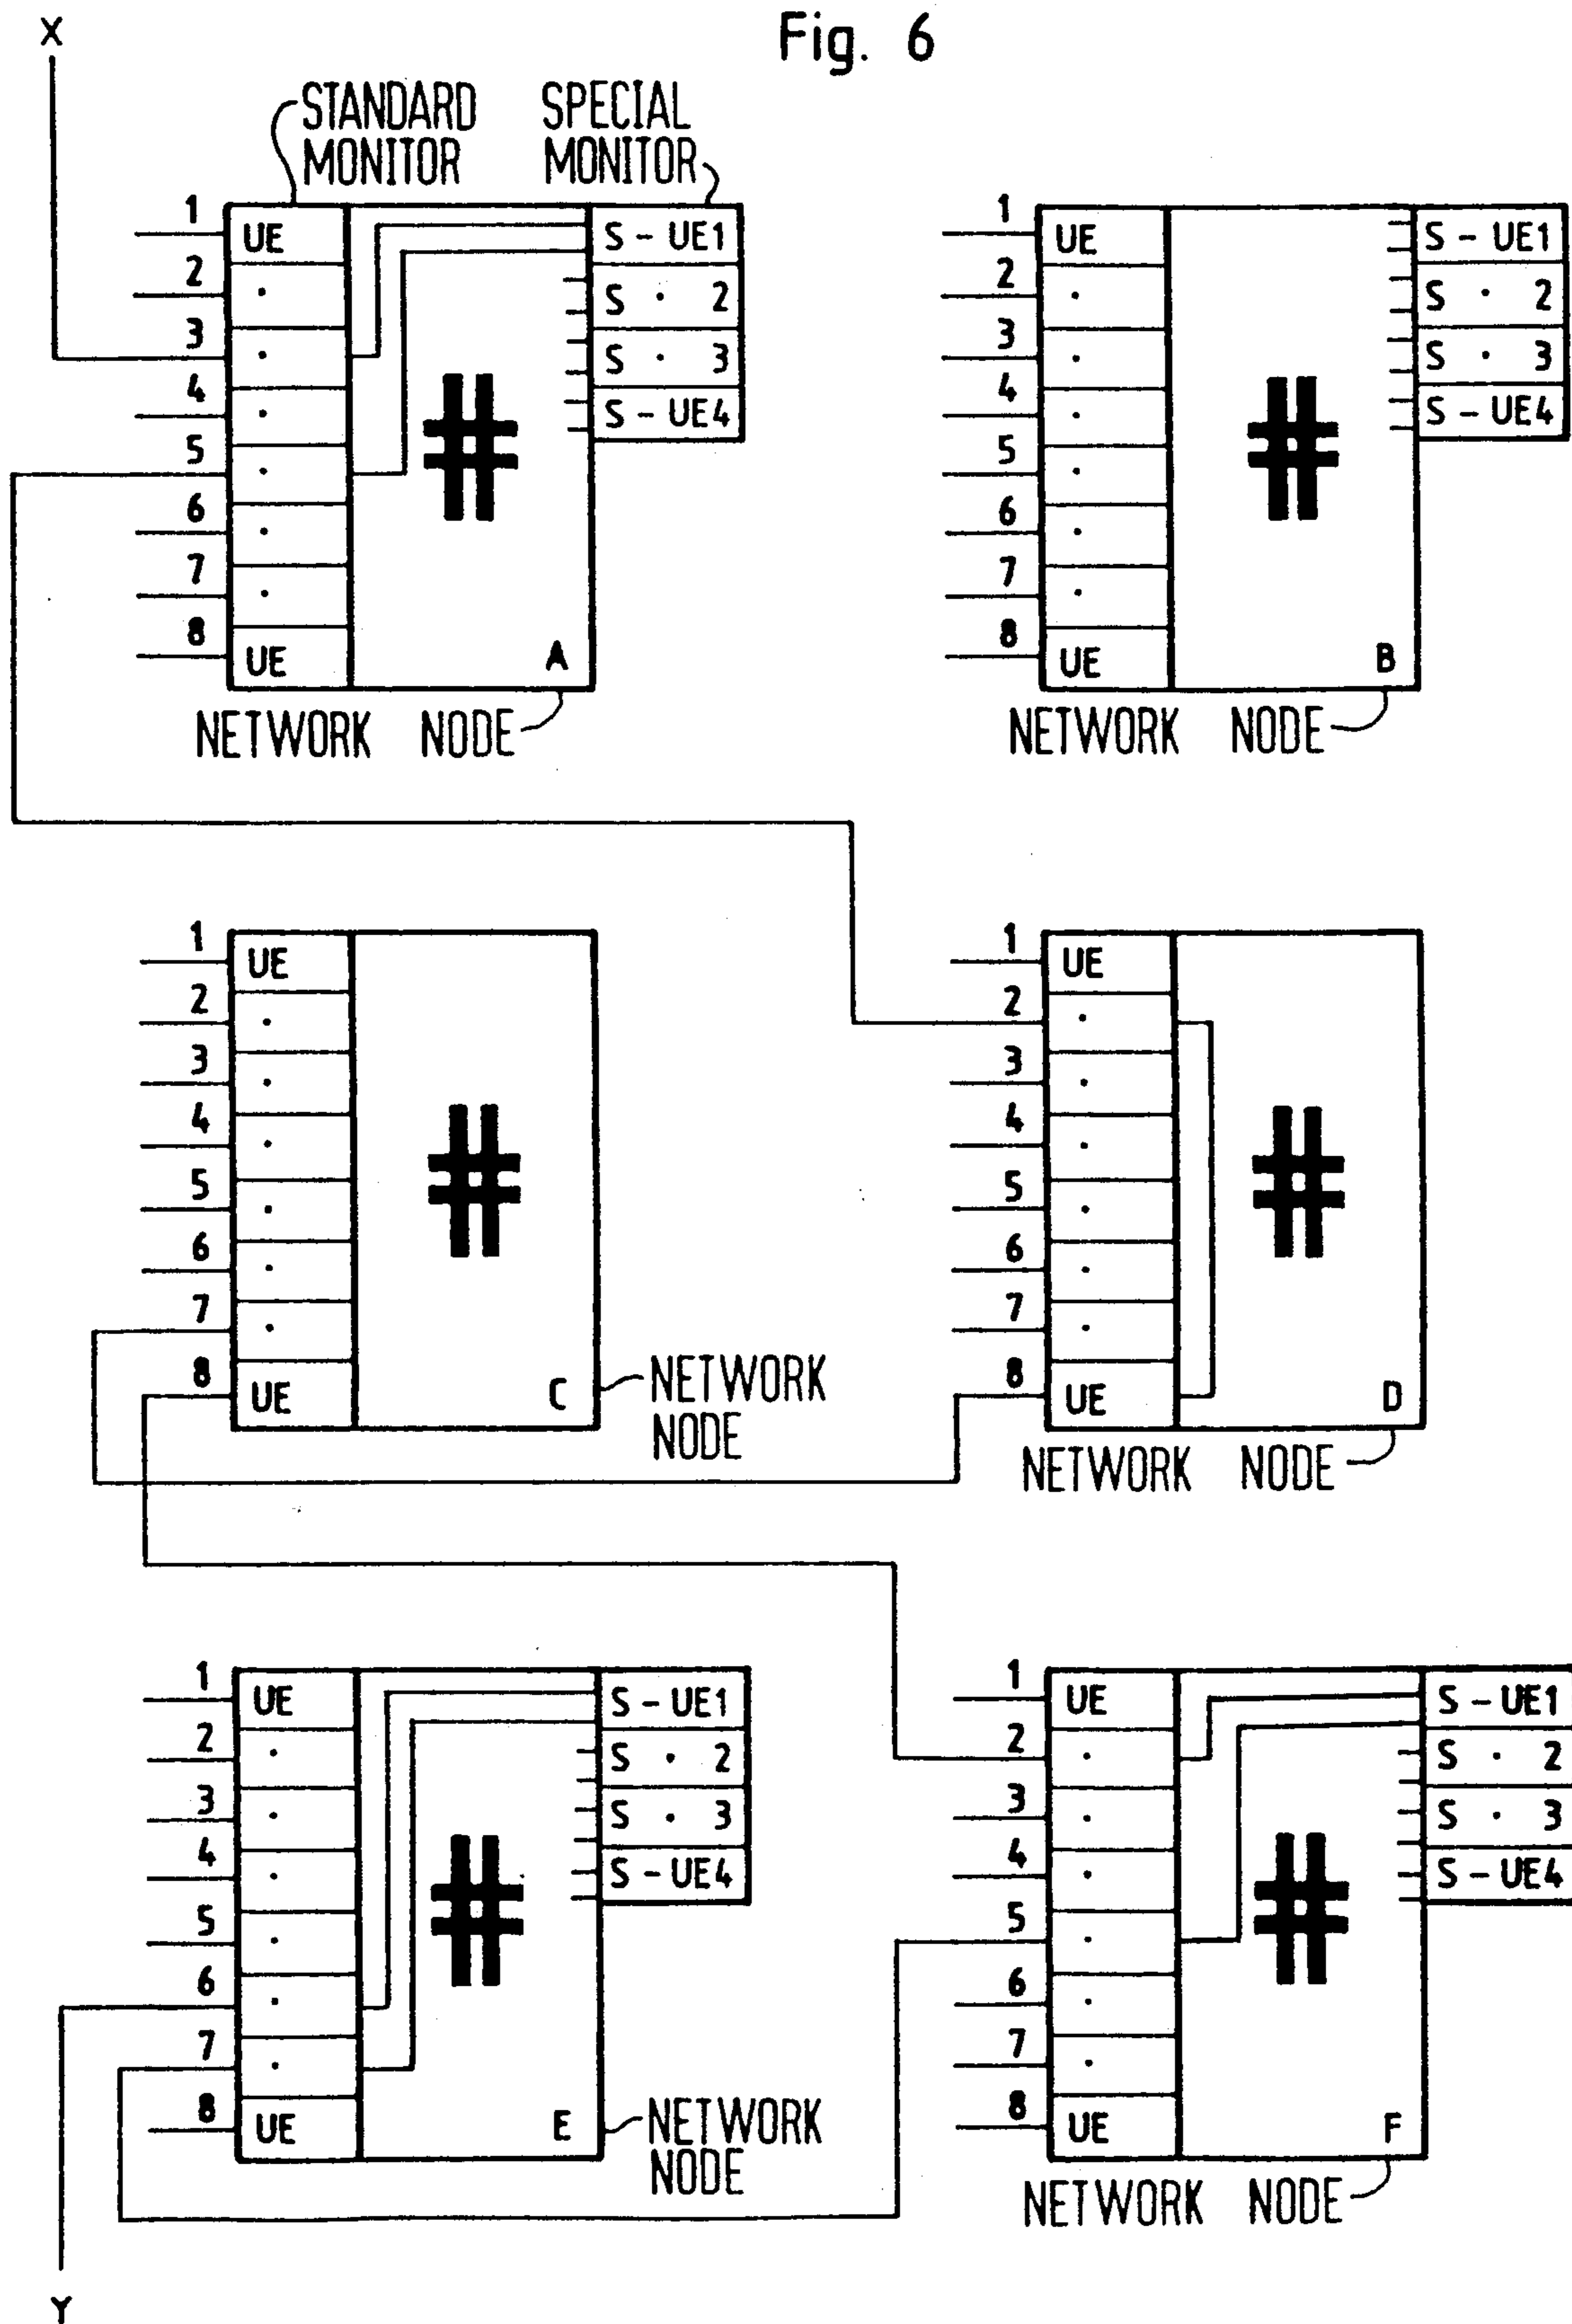 Fig. 6
X
STANDARD MONITOR
SPECIAL MONITOR
1 UE S - UE1
2 · S · 2
3 · S · 3
4 · S - UE4
5 ·
6 ·
7 ·
8 UE A
NETWORK NODE
1 UE S - UE1
2 · S · 2
3 · S · 3
4 · S - UE4
5 ·
6 ·
7 ·
8 UE B
NETWORK NODE
1 UE
2 ·
3 ·
4 ·
5 ·
6 ·
7 ·
8 UE C
NETWORK NODE
1 UE
2 ·
3 ·
4 ·
5 ·
6 ·
7 ·
8 UE D
NETWORK NODE
1 UE S - UE1
2 · S · 2
3 · S · 3
4 · S - UE4
5 ·
6 ·
7 ·
8 UE E
NETWORK NODE
1 UE S - UE1
2 · S · 2
3 · S · 3
4 · S - UE4
5 ·
6 ·
7 ·
8 UE F
NETWORK NODE
Y